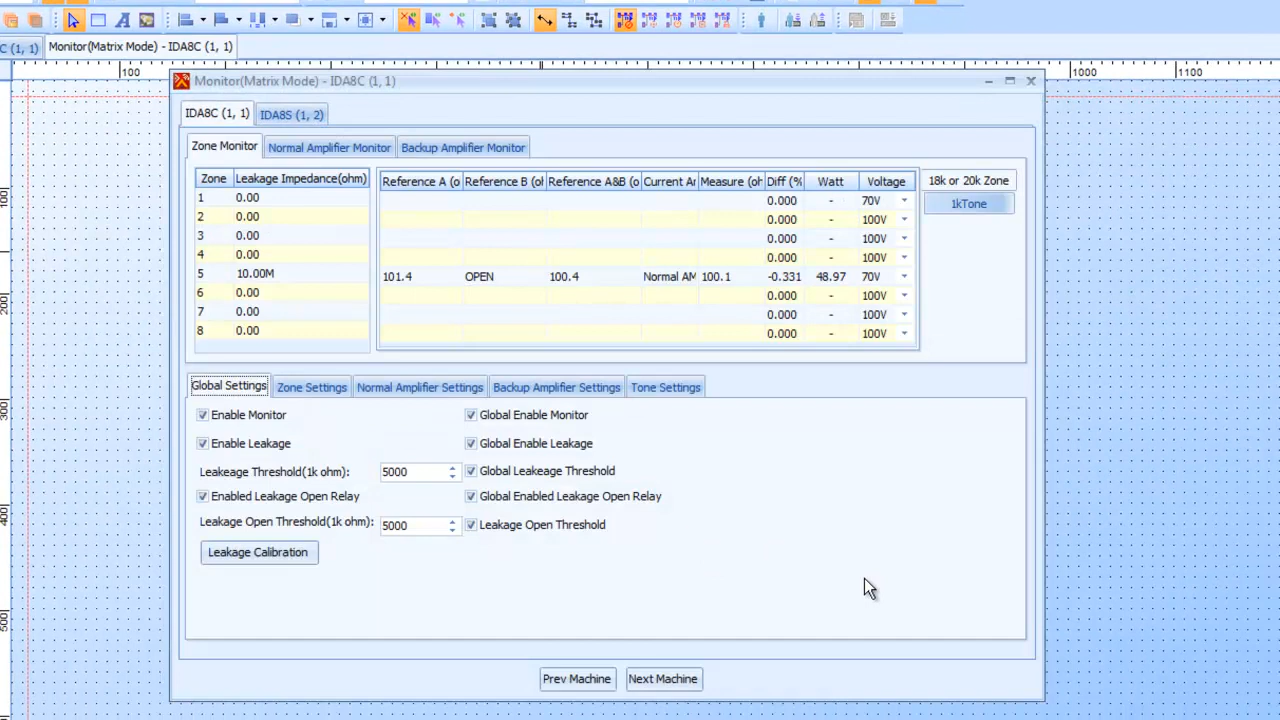 C (1, 1) Monitor(Matrix Mode) - IDA8C (1, 1)
100 1000 1100
Monitor(Matrix Mode) - IDA8C (1, 1)
IDA8C (1, 1) IDA8S (1, 2)
Zone Monitor Normal Amplifier Monitor Backup Amplifier Monitor
Zone Leakage Impedance(ohm) Reference A (o Reference B (oh Reference A&B (o Current Ar Measure (oh Diff (% Watt Voltage 18k or 20k Zone
1 0.00 0.000 - 70V 1kTone
2 0.00 0.000 - 100V
3 0.00 0.000 - 100V
4 0.00 0.000 - 100V
5 10.00M 101.4 OPEN 100.4 Normal AM 100.1 -0.331 48.97 70V
6 0.00 0.000 - 100V
7 0.00 0.000 - 100V
8 0.00 0.000 - 100V
Global Settings Zone Settings Normal Amplifier Settings Backup Amplifier Settings Tone Settings
Enable Monitor Global Enable Monitor
Enable Leakage Global Enable Leakage
Leakeage Threshold(1k ohm): 5000 Global Leakeage Threshold
Enabled Leakage Open Relay Global Enabled Leakage Open Relay
Leakage Open Threshold(1k ohm): 5000 Leakage Open Threshold
Leakage Calibration
Prev Machine Next Machine
100
200
300
400
500